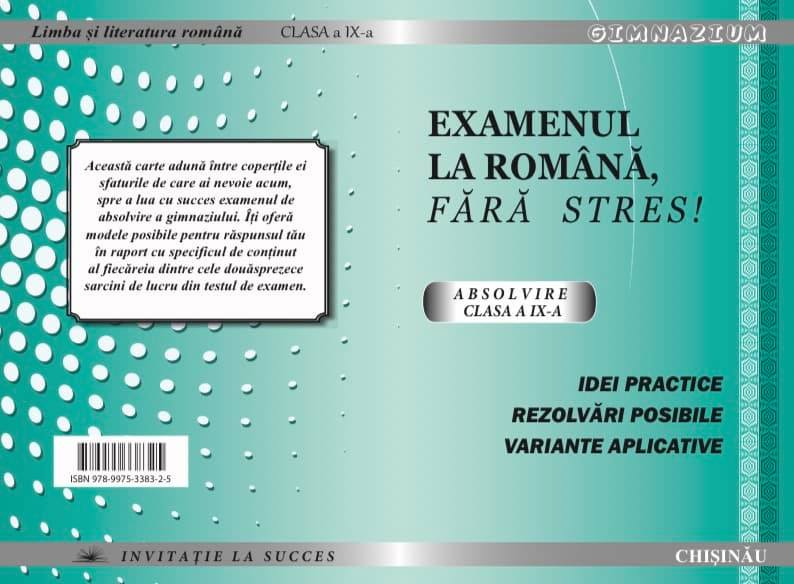 Limba și literatura română CLASA a IX-a
Această carte adună între coperțile ei
sfaturile de care ai nevoie acum,
spre a lua cu succes examenul de
absolvire a gimnaziului. Îți oferă
modele posibile pentru răspunsul tău
în raport cu specificul de conținut
al fiecăreia dintre cele douăsprezece
sarcini de lucru din testul de examen.
ISBN 978-9975-3383-2-5
INVITAȚIE LA SUCCES
GIMNAZIUM
EXAMENUL
LA ROMÂNĂ,
FĂRĂ STRES!
ABSOLVIRE
CLASA A IX-A
IDEI PRACTICE
REZOLVĂRI POSIBILE
VARIANTE APLICATIVE
CHIȘINĂU